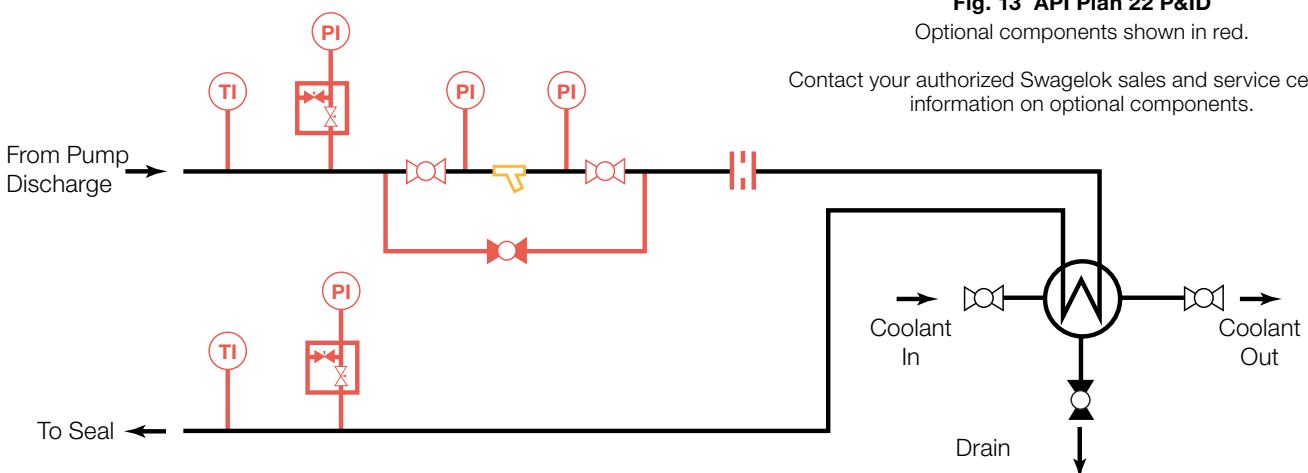 Fig. 13 API Plan 22 P&ID
Optional components shown in red.
Contact your authorized Swagelok sales and service
information on optional components.
PI
TI
PI
PI
From Pump
Discharge
PI
TI
Coolant
In
Coolant
Out
To Seal
Drain